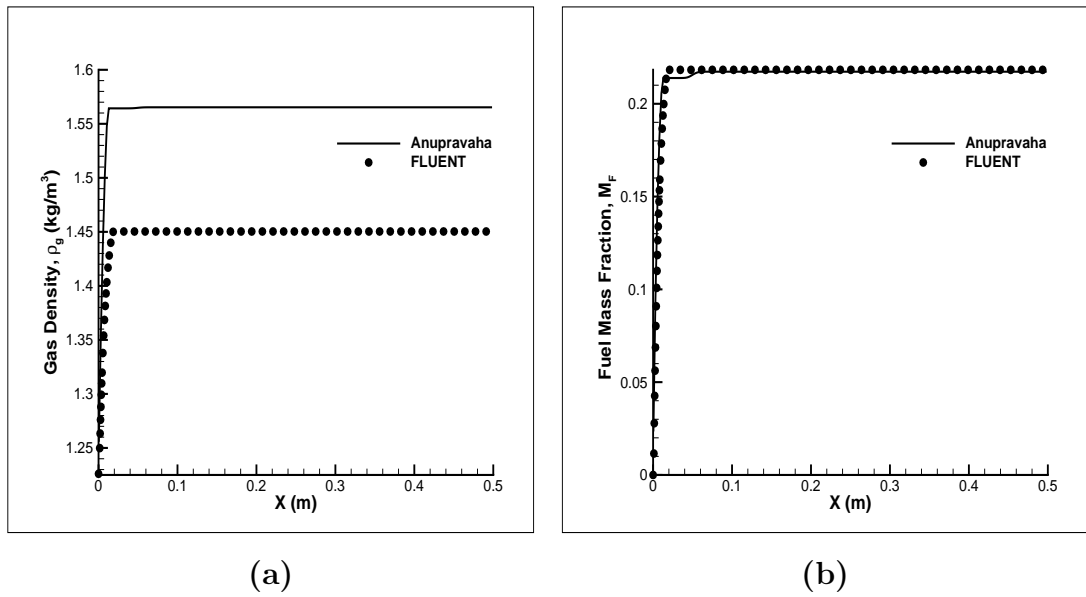 1.6
1.55
1.5
1.45
1.4
1.35
1.3
1.25
Gas Density, ρg (kg/m³)
Anupravaha
FLUENT
0 0.1 0.2 0.3 0.4 0.5
X (m)
(a)
0.2
0.15
0.1
0.05
0
Fuel Mass Fraction, MF
Anupravaha
FLUENT
0 0.1 0.2 0.3 0.4 0.5
X (m)
(b)